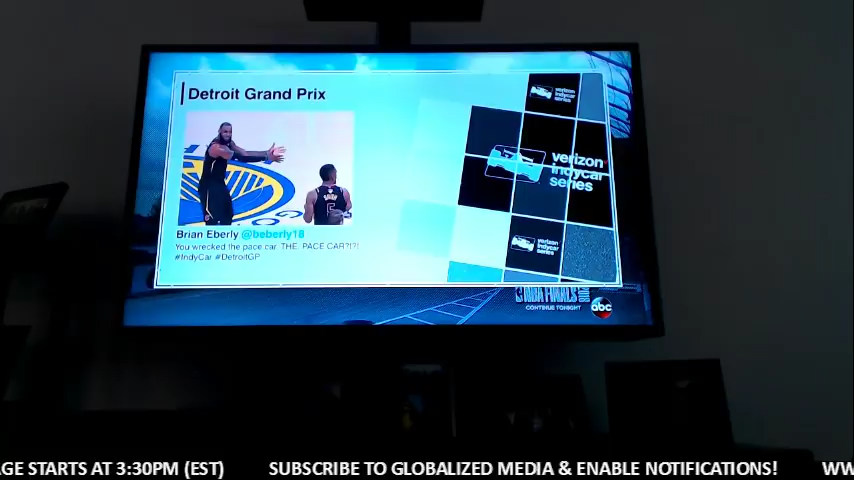 Detroit Grand Prix
verizon
indycar
series
verizon
indycar
series
verizon
indycar
series
Brian Eberly @beberly18
You wrecked the pace car. THE. PACE CAR?!?!
#IndyCar #DetroitGP
NBA FINALS 2018
CONTINUE TONIGHT
abc
GE STARTS AT 3:30PM (EST) SUBSCRIBE TO GLOBALIZED MEDIA & ENABLE NOTIFICATIONS! WW